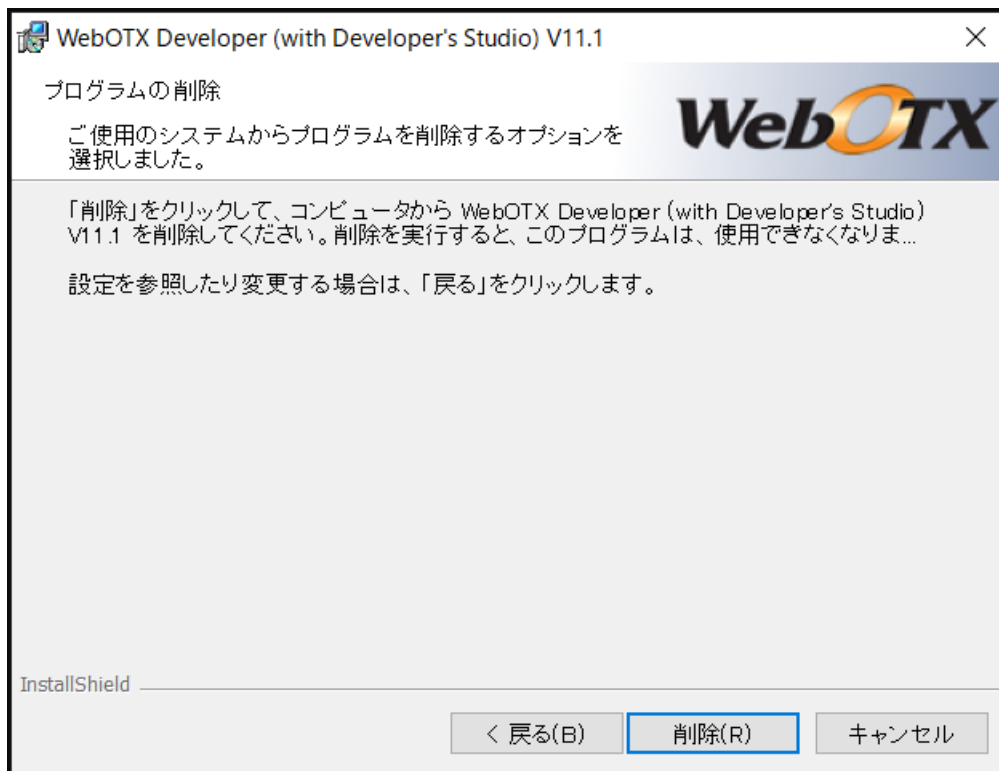 WebOTX Developer (with Developer's Studio) V11.1
プログラムの削除
WebOTX
ご使用のシステムからプログラムを削除するオプションを
選択しました。
「削除」をクリックして、コンピュータから WebOTX Developer (with Developer's Studio)
V11.1 を削除してください。削除を実行すると、このプログラムは、使用できなくなりま...
設定を参照したり変更する場合は、「戻る」をクリックします。
InstallShield
< 戻る(B)
削除(R)
キャンセル